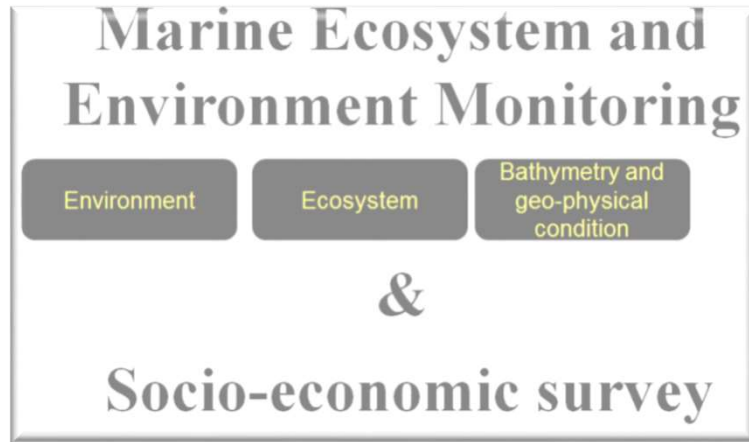 Marine Ecosystem and
Environment Monitoring
Environment
Ecosystem
Bathymetry and
geo-physical
condition
&
Socio-economic survey